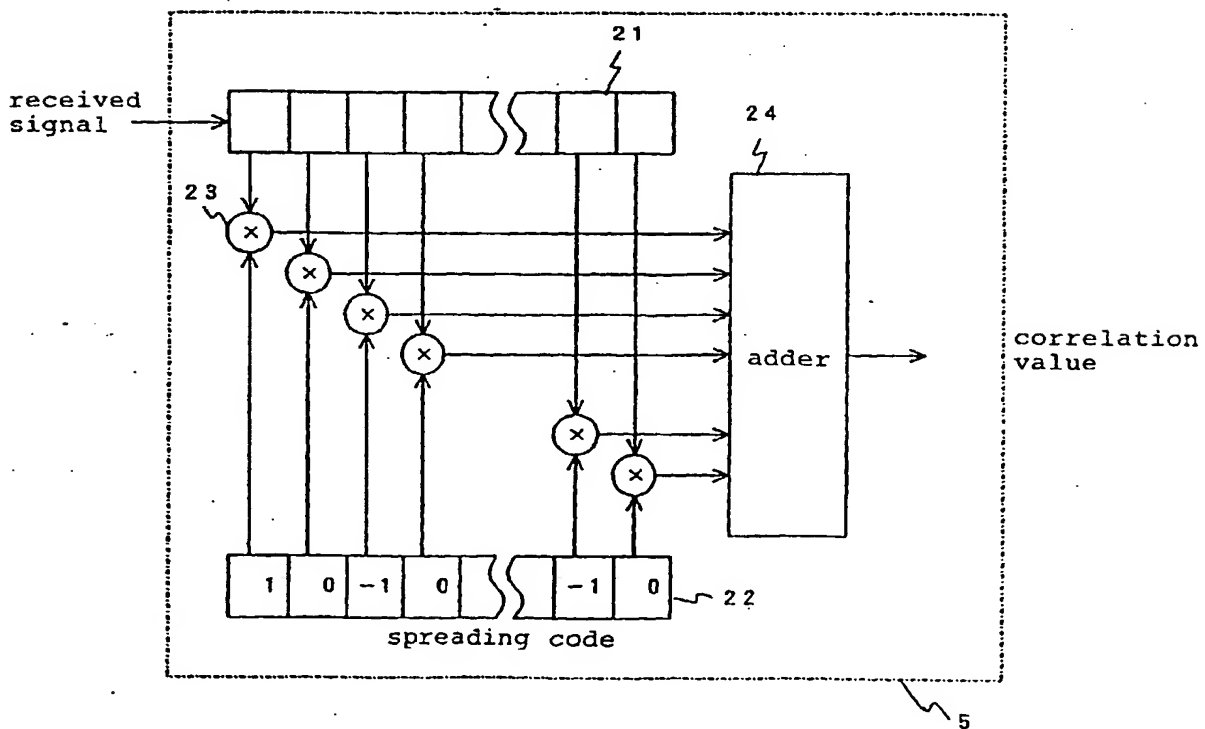 21
received
signal
24
23
×
×
×
×
adder
correlation
value
×
×
1 0 -1 0 -1 0
22
spreading code
5